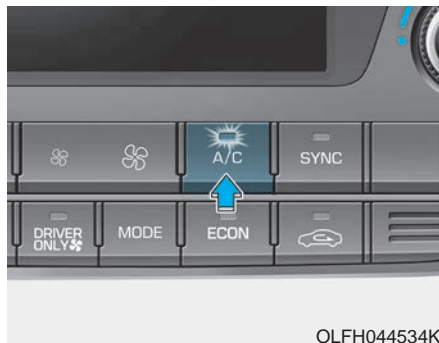 A/C
SYNC
DRIVER
ONLY
MODE
ECON
OLFH044534K